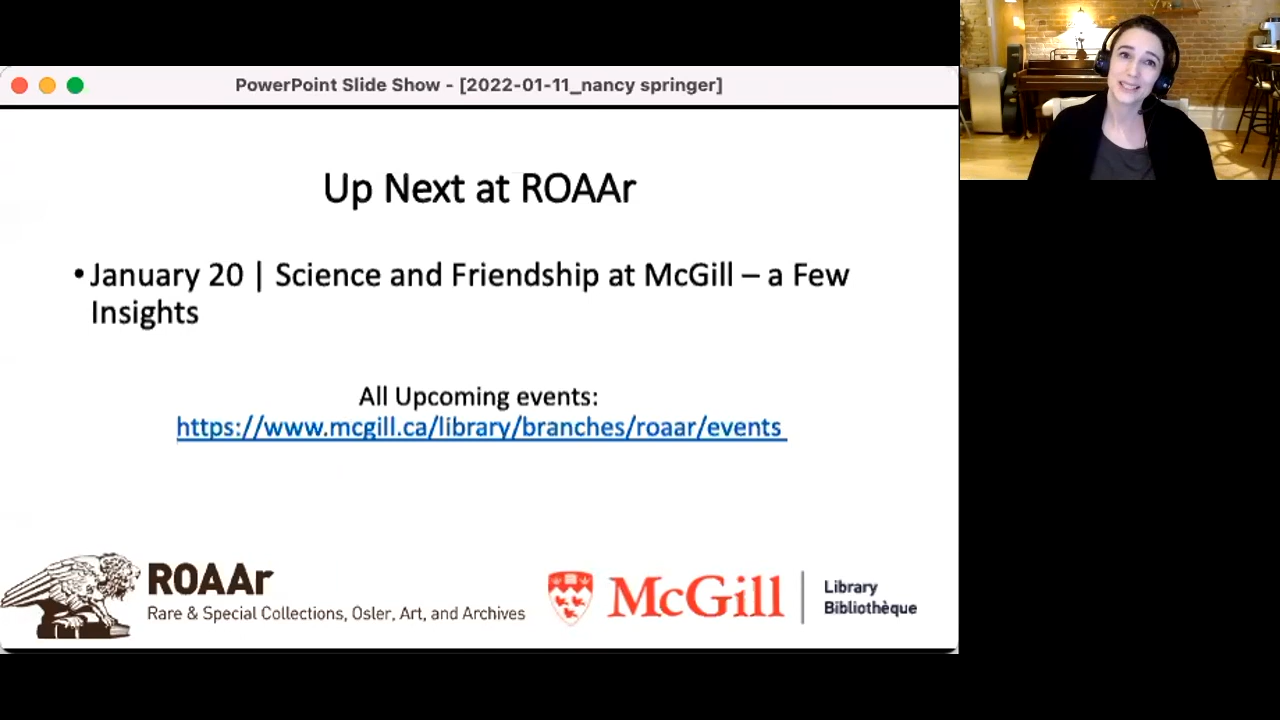 PowerPoint Slide Show - [2022-01-11_nancy springer]
Up Next at ROAAr
• January 20 | Science and Friendship at McGill – a Few
Insights
All Upcoming events:
https://www.mcgill.ca/library/branches/roaar/events
ROAAr
Rare & Special Collections, Osler, Art, and Archives
McGill
Library
Bibliothèque